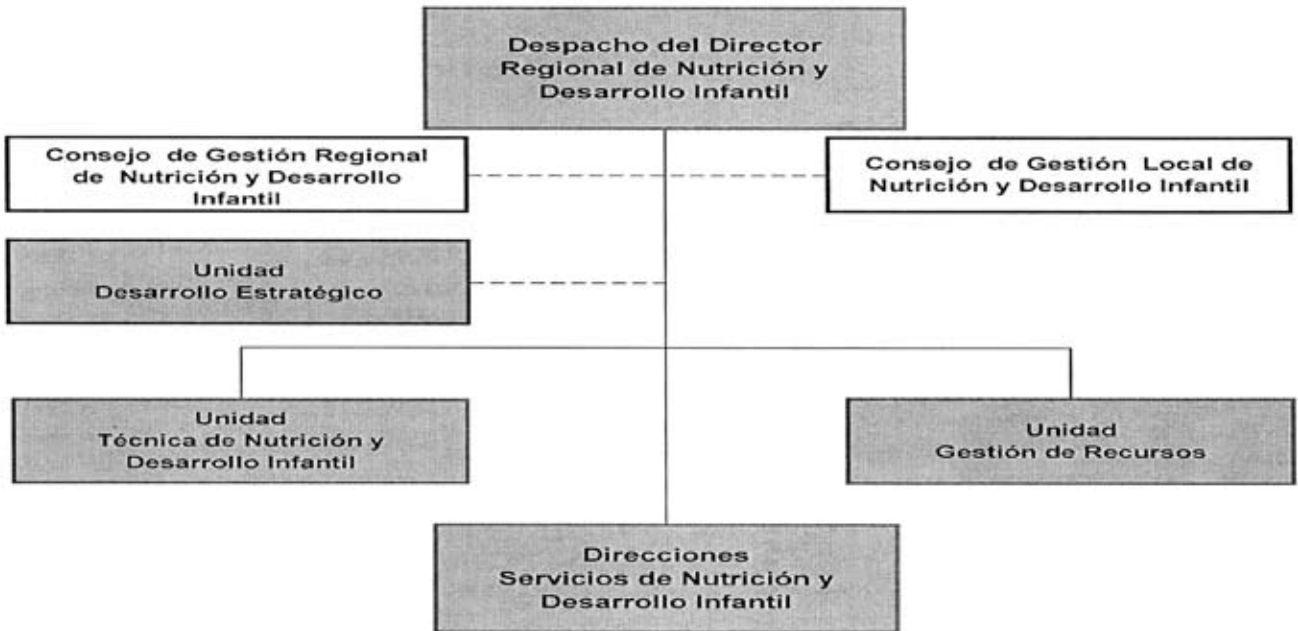 Despacho del Director
Regional de Nutrición y
Desarrollo Infantil
Consejo de Gestión Regional
de Nutrición y Desarrollo
Infantil
Consejo de Gestión Local de
Nutrición y Desarrollo Infantil
Unidad
Desarrollo Estratégico
Unidad
Técnica de Nutrición y
Desarrollo Infantil
Unidad
Gestión de Recursos
Direcciones
Servicios de Nutrición y
Desarrollo Infantil